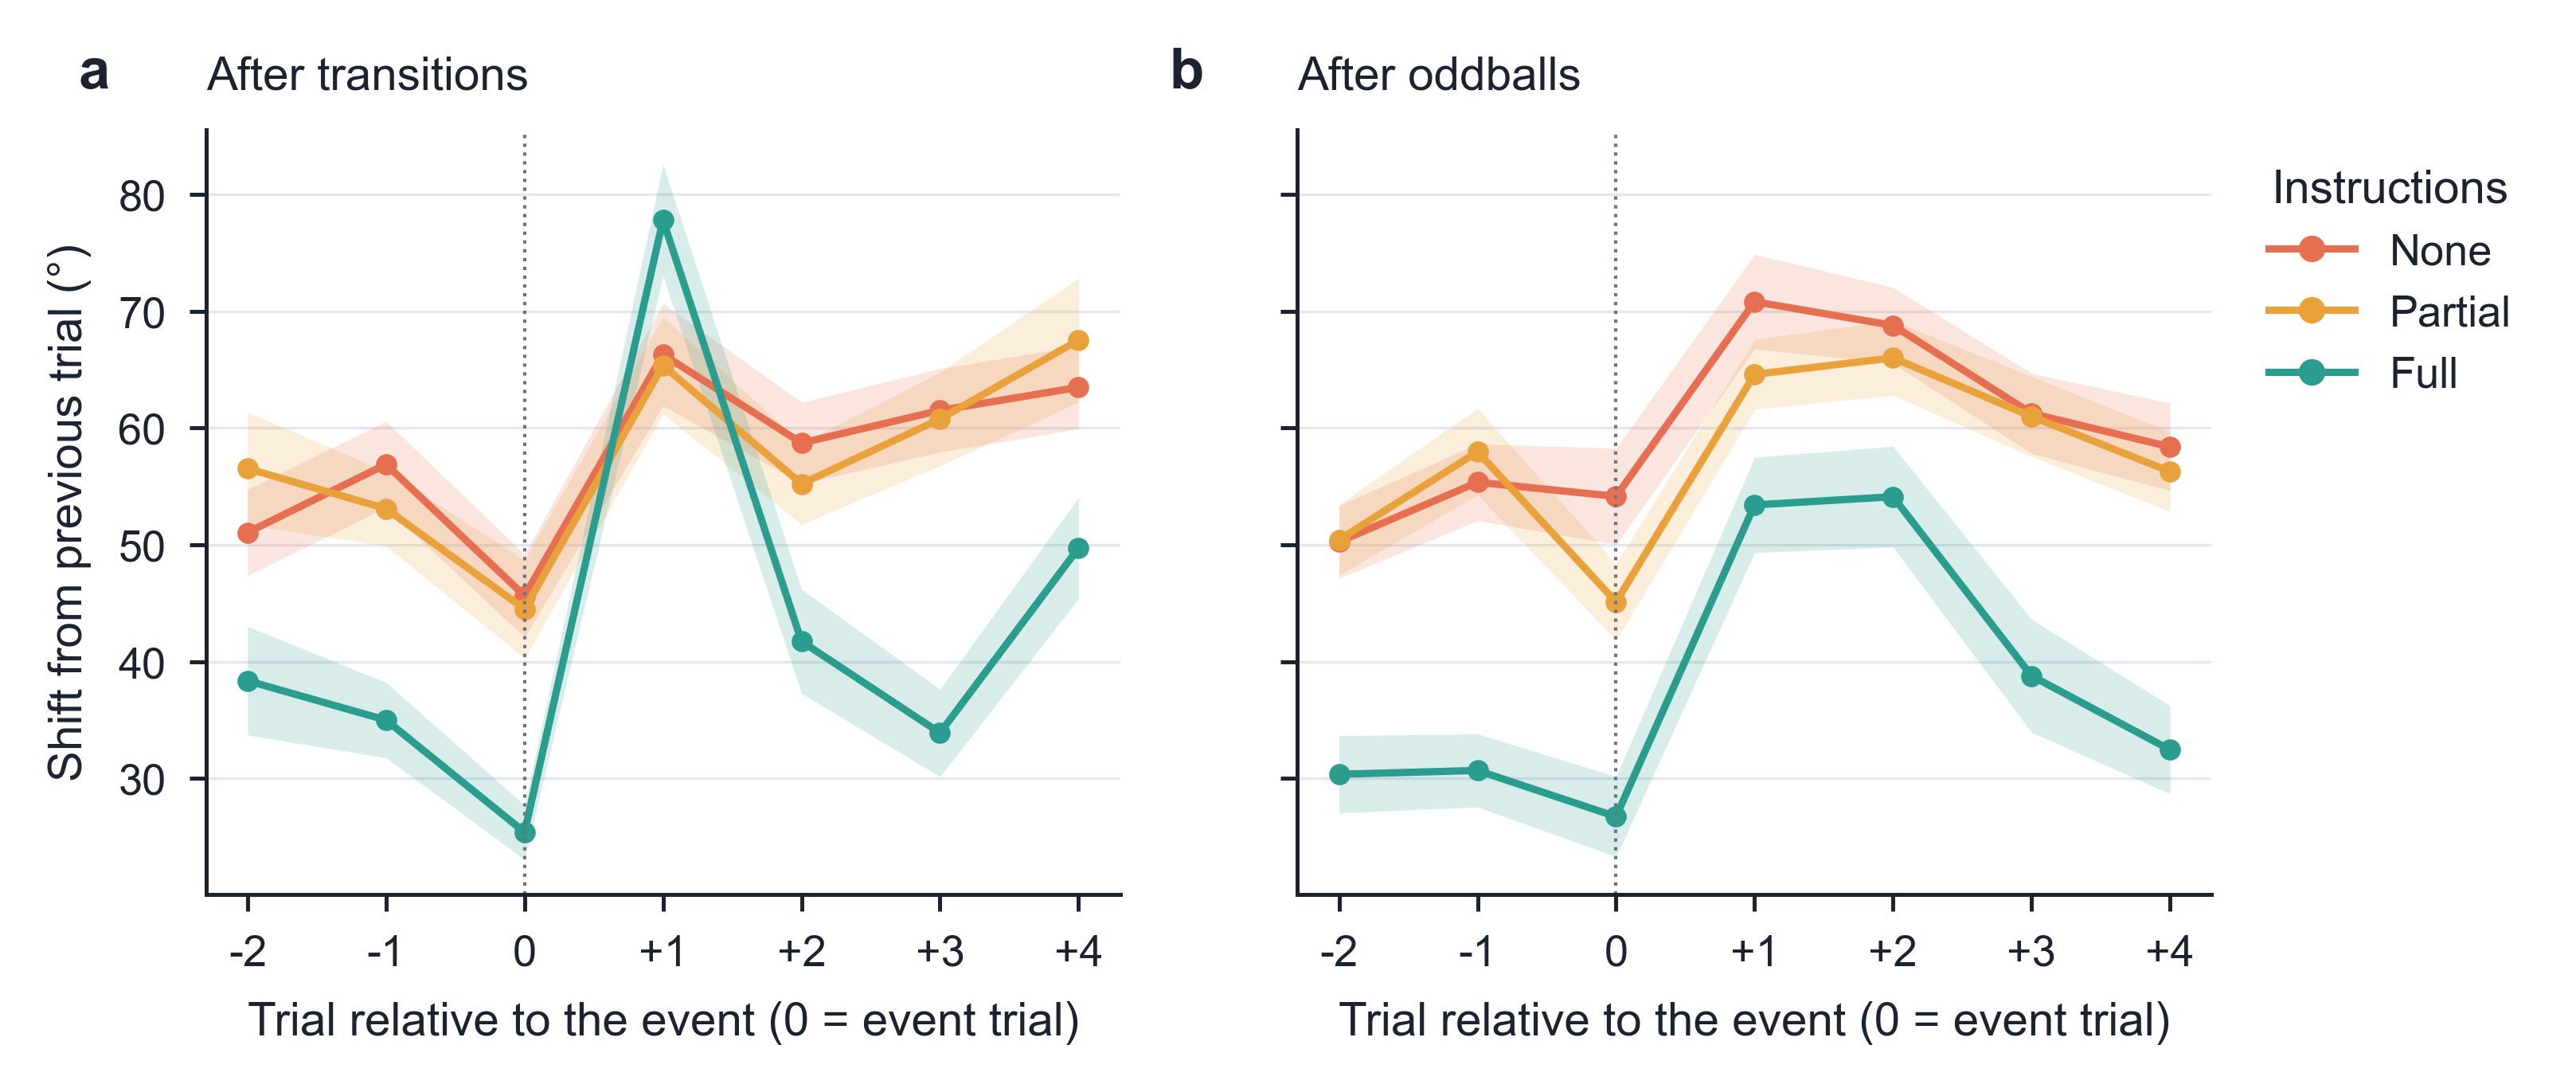 a After transitions
b After oddballs
Shift from previous trial (°)
80
70
60
50
40
30
-2 -1 0 +1 +2 +3 +4
Trial relative to the event (0 = event trial)
-2 -1 0 +1 +2 +3 +4
Trial relative to the event (0 = event trial)
Instructions
None
Partial
Full